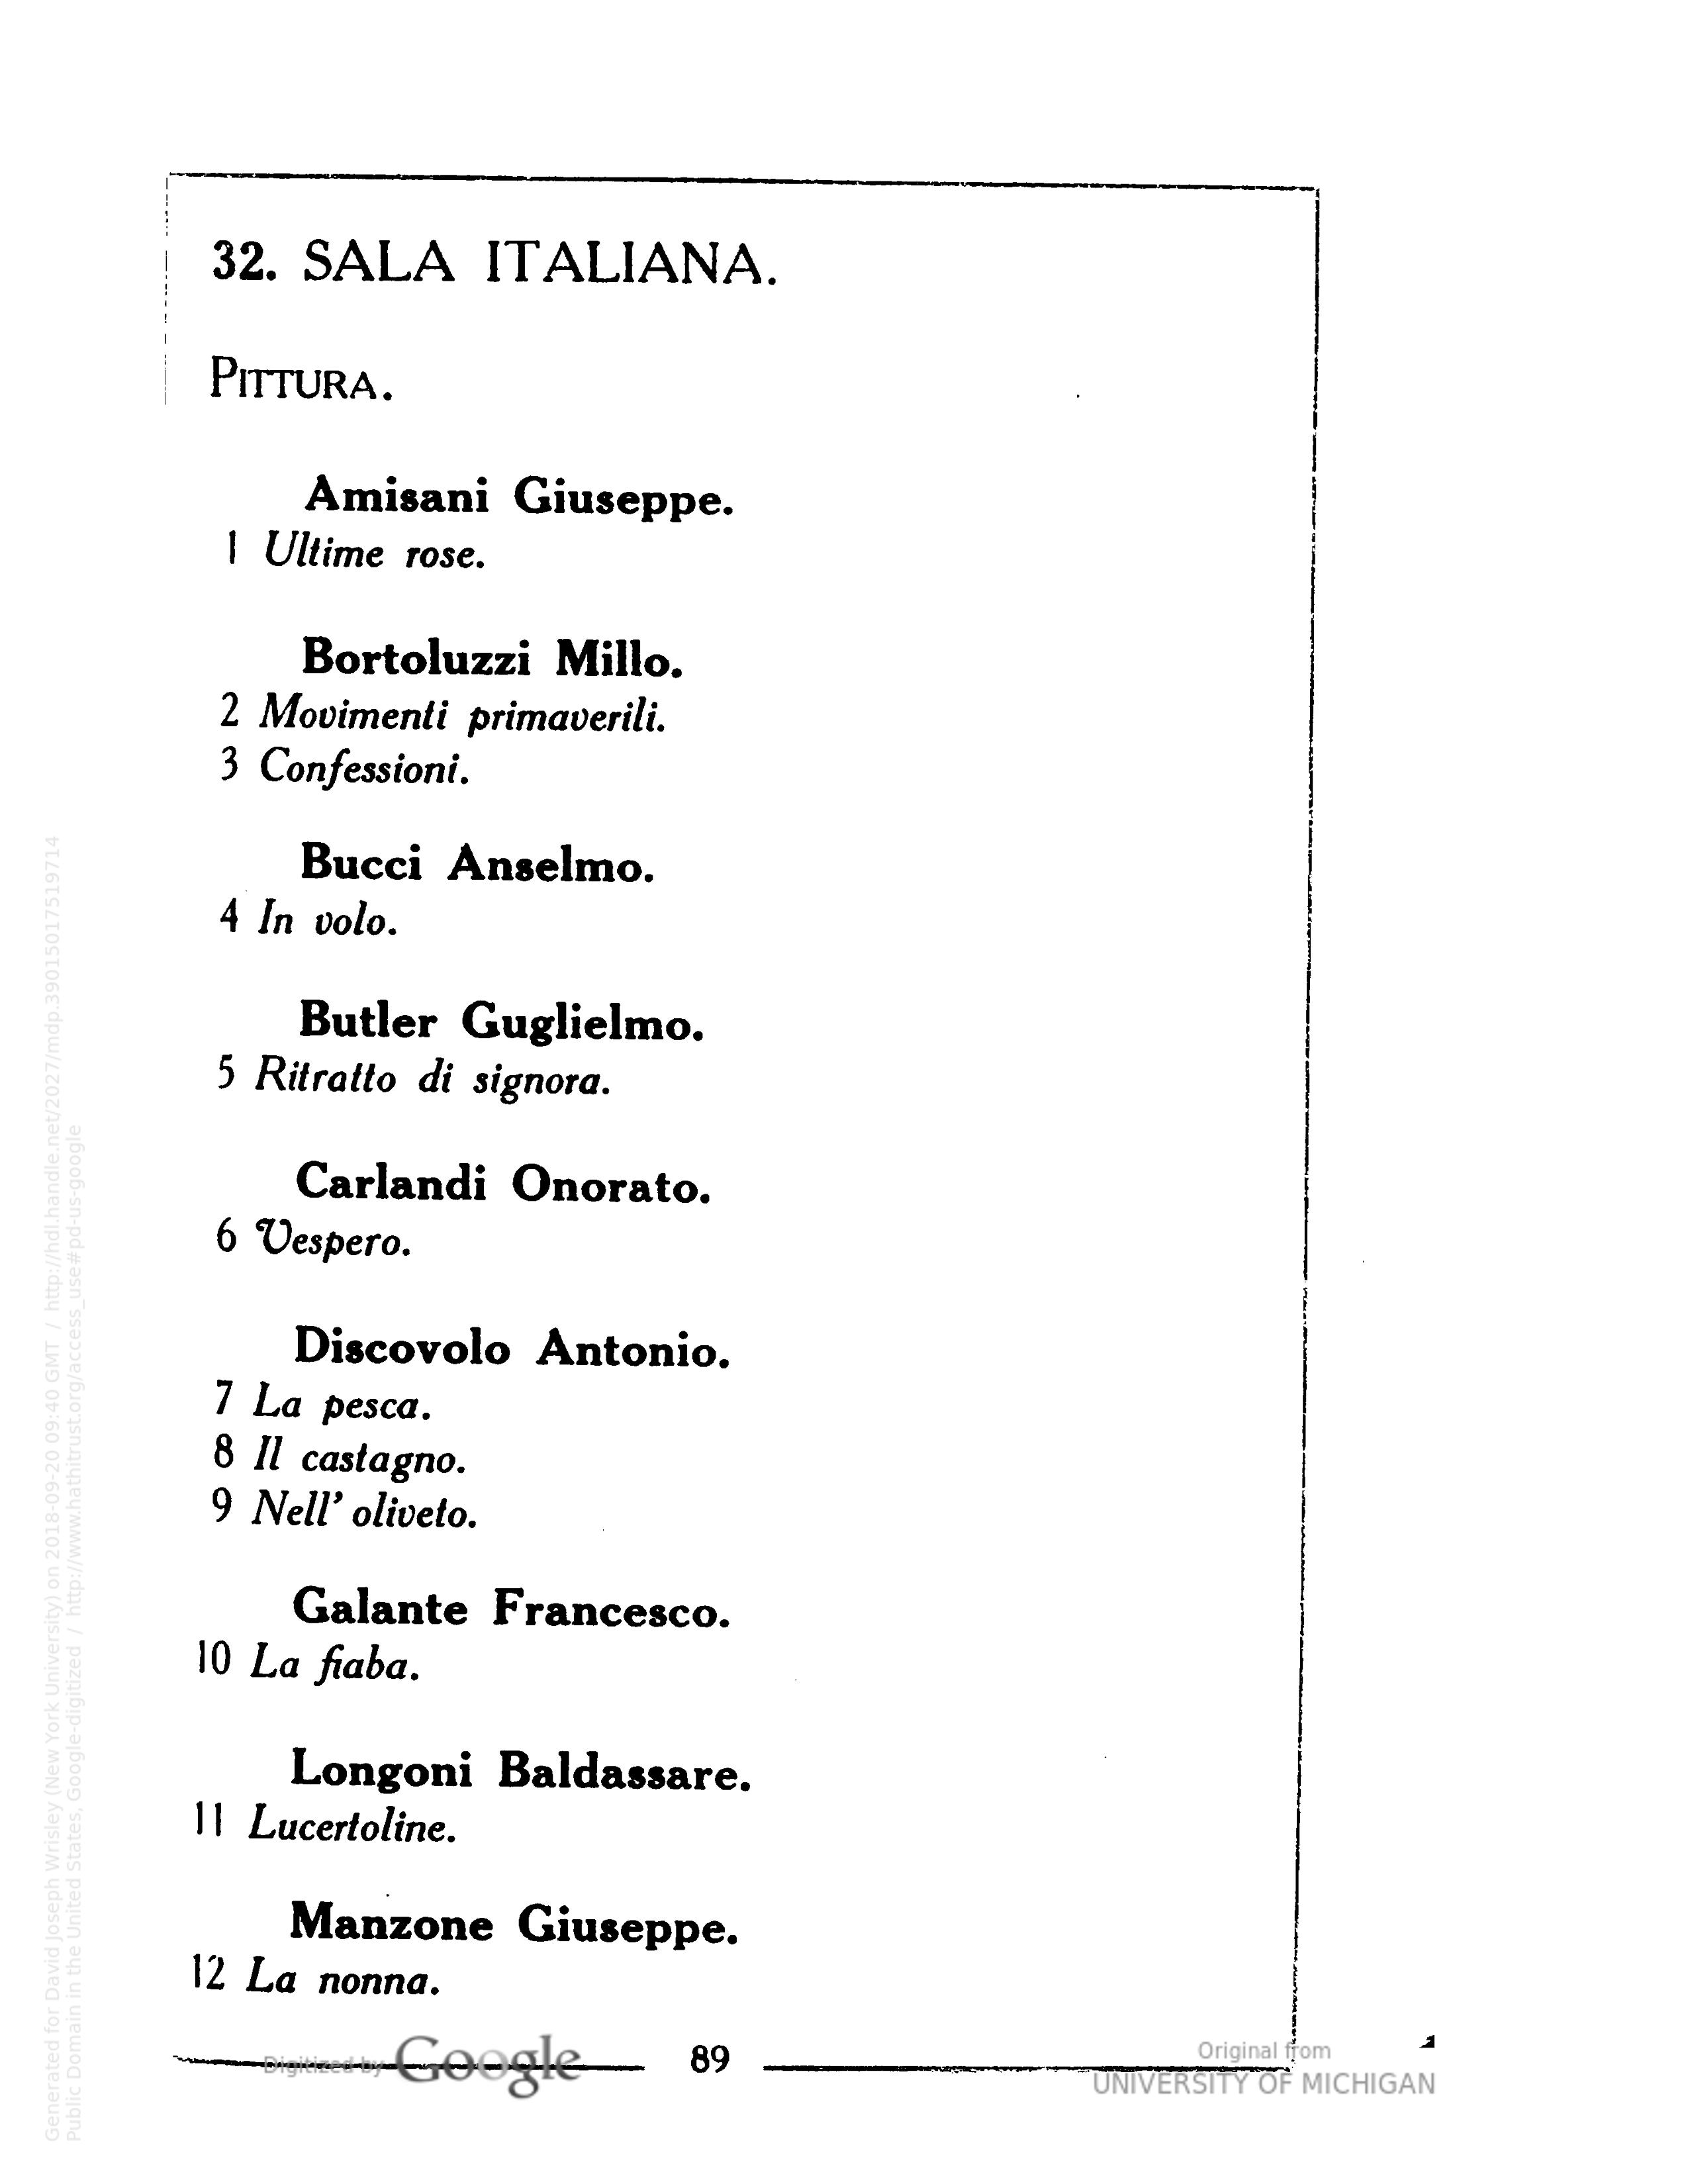 32. SALA ITALIANA.
PITTURA.
Amisani Giuseppe.
1 Ultime rose.
Bortoluzzi Millo.
2 Movimenti primaverili.
3 Confessioni.
Bucci Anselmo.
4 In volo.
Butler Guglielmo.
5 Ritratto di signora.
Carlandi Onorato.
6 Vespero.
Discovolo Antonio.
7 La pesca.
8 Il castagno.
9 Nell' oliveto.
Galante Francesco.
10 La fiaba.
Longoni Baldassare.
11 Lucertoline.
Manzone Giuseppe.
12 La nonna.
89
Digitized by Google
Original from
UNIVERSITY OF MICHIGAN
Generated for David Joseph Wrisley (New York University) on 2018-09-20 09:40 GMT / http://hdl.handle.net/2027/mdp.39015017519714
Public Domain in the United States, Google-digitized / http://www.hathitrust.org/access_use#pd-us-google